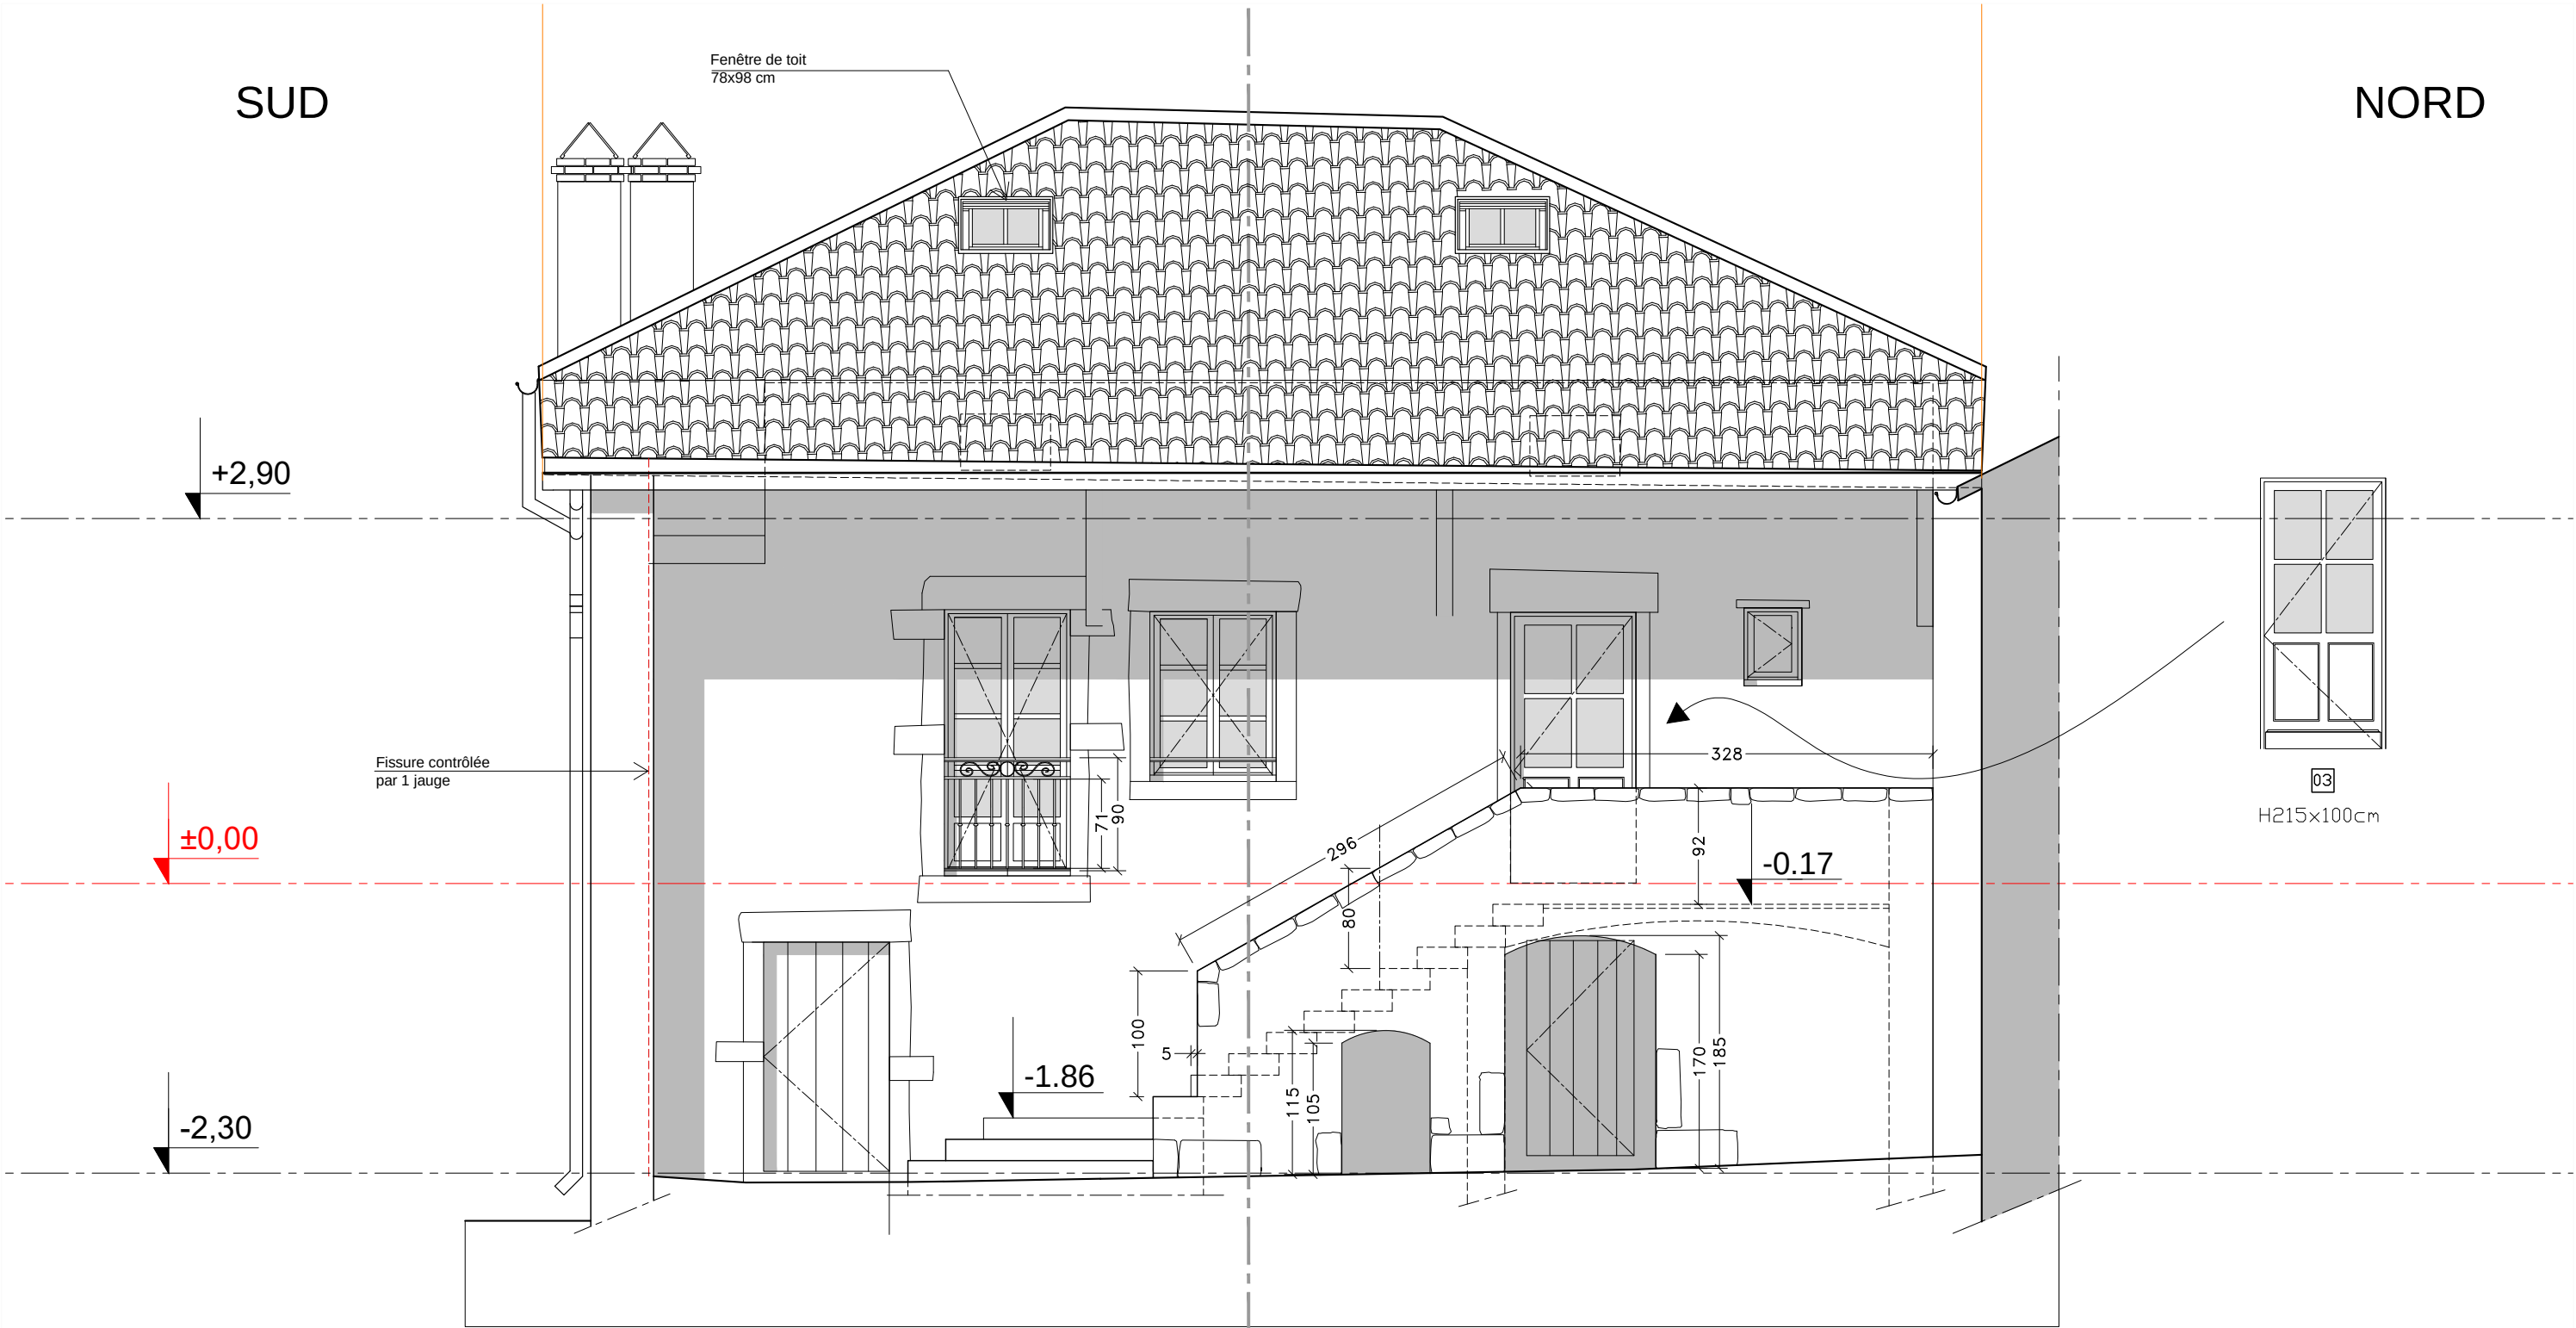 Fenêtre de toit
78x98 cm
SUD
NORD
+2,90
Fissure contrôlée
par 1 jauge
328
03
H215x100cm
71
90
±0,00
296
92
-0.17
80
100
5
-1.86
115
105
170
185
-2,30